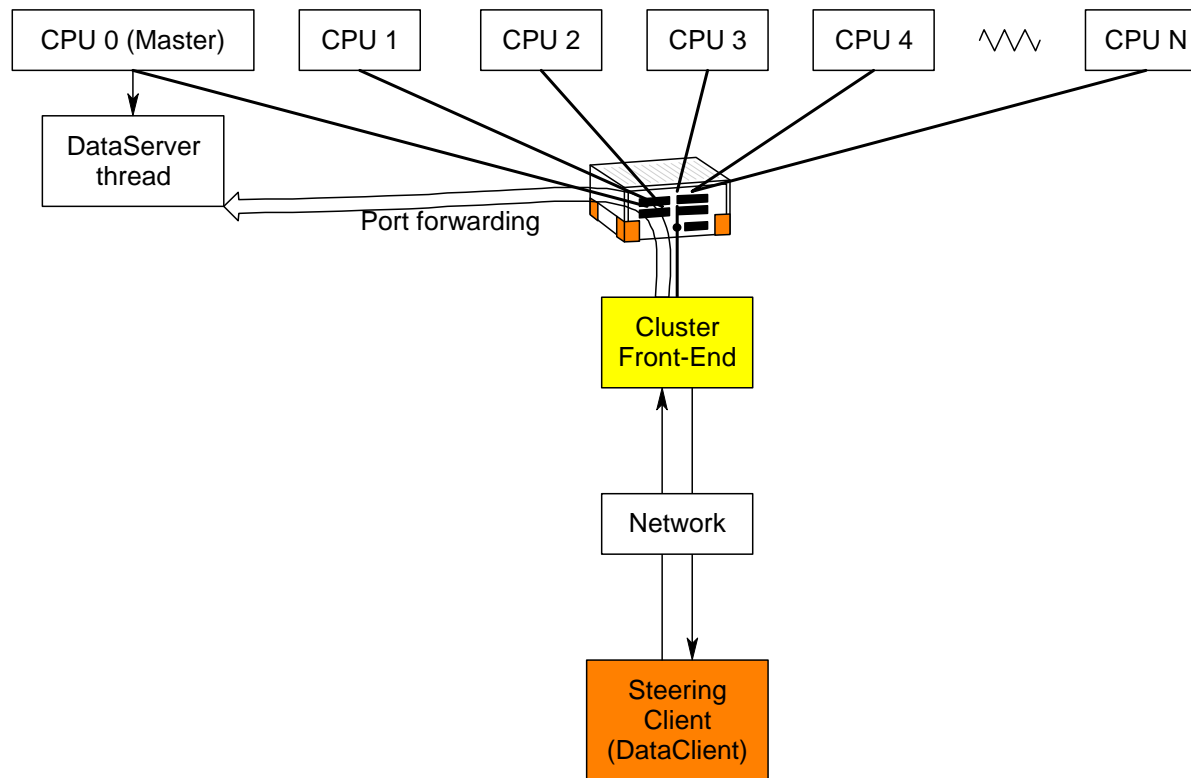 CPU 0 (Master)
CPU 1
CPU 2
CPU 3
CPU 4
CPU N
DataServer
thread
Port forwarding
Cluster
Front-End
Network
Steering
Client
(DataClient)